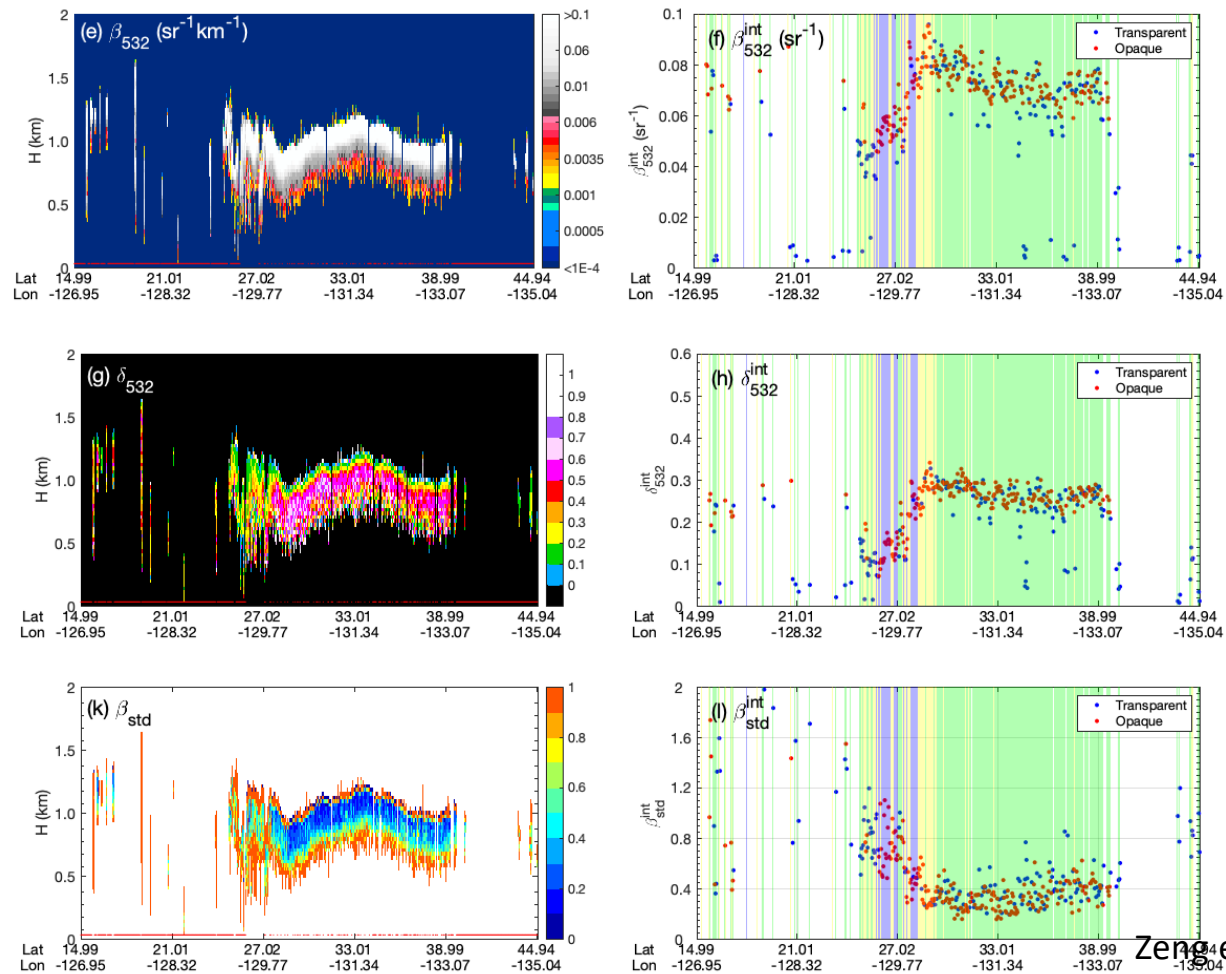 (e) β532 (sr-1km-1)
2
1.5
1.0
0.5
0
H (km)
>0.1
0.06
0.01
0.006
0.0035
0.001
0.0005
<1E-4
Lat 14.99 21.01 27.02 33.01 38.99 44.94
Lon -126.95 -128.32 -129.77 -131.34 -133.07 -135.04
(f) βint532 (sr-1)
Transparent
Opaque
0.1
0.08
0.06
0.04
0.02
0
βint532 (sr-1)
Lat 14.99 21.01 27.02 33.01 38.99 44.94
Lon -126.95 -128.32 -129.77 -131.34 -133.07 -135.04
(g) δ532
2
1.5
1.0
0.5
0
H (km)
1
0.9
0.8
0.7
0.6
0.5
0.4
0.3
0.2
0.1
0
Lat 14.99 21.01 27.02 33.01 38.99 44.94
Lon -126.95 -128.32 -129.77 -131.34 -133.07 -135.04
(h) δint532
Transparent
Opaque
0.6
0.5
0.4
0.3
0.2
0.1
0
δint532
Lat 14.99 21.01 27.02 33.01 38.99 44.94
Lon -126.95 -128.32 -129.77 -131.34 -133.07 -135.04
(k) βstd
2
1.5
1.0
0.5
0
H (km)
1
0.8
0.6
0.4
0.2
0
Lat 14.99 21.01 27.02 33.01 38.99 44.94
Lon -126.95 -128.32 -129.77 -131.34 -133.07 -135.04
(l) βintstd
Transparent
Opaque
2
1.6
1.2
0.8
0.4
0
βintstd
Lat 14.99 21.01 27.02 33.01 38.99 44.94
Lon -126.95 -128.32 -129.77 -131.34 -133.07 -135.04
Zeng e